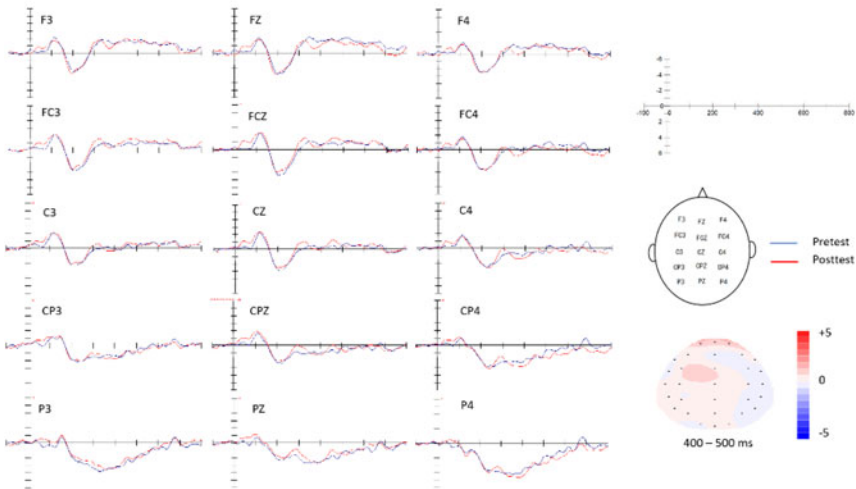 F3
FZ
F4
FC3
FCZ
FC4
C3
CZ
C4
CP3
CPZ
CP4
P3
PZ
P4
-6
-4
-2
-100
200
400
600
800
2
4
6
F3 FZ F4
FC3 FCZ FC4
C3 CZ C4
CP3 CPZ CP4
P3 PZ P4
Pretest
Posttest
+5
0
-5
400 – 500 ms